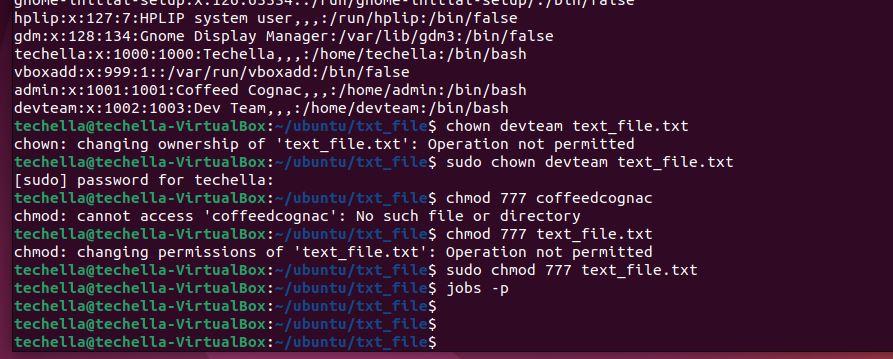 gnome-initial-setup:x:126:65534::/run/gnome-initial-setup/:/bin/false
hplip:x:127:7:HPLIP system user,,,:/run/hplip:/bin/false
gdm:x:128:134:Gnome Display Manager:/var/lib/gdm3:/bin/false
techella:x:1000:1000:Techella,,,:/home/techella:/bin/bash
vboxadd:x:999:1::/var/run/vboxadd:/bin/false
admin:x:1001:1001:Coffeed Cognac,,,:/home/admin:/bin/bash
devteam:x:1002:1003:Dev Team,,,:/home/devteam:/bin/bash
techella@techella-VirtualBox:~/ubuntu/txt_file$ chown devteam text_file.txt
chown: changing ownership of 'text_file.txt': Operation not permitted
techella@techella-VirtualBox:~/ubuntu/txt_file$ sudo chown devteam text_file.txt
[sudo] password for techella:
techella@techella-VirtualBox:~/ubuntu/txt_file$ chmod 777 coffeedcognac
chmod: cannot access 'coffeedcognac': No such file or directory
techella@techella-VirtualBox:~/ubuntu/txt_file$ chmod 777 text_file.txt
chmod: changing permissions of 'text_file.txt': Operation not permitted
techella@techella-VirtualBox:~/ubuntu/txt_file$ sudo chmod 777 text_file.txt
techella@techella-VirtualBox:~/ubuntu/txt_file$ jobs -p
techella@techella-VirtualBox:~/ubuntu/txt_file$
techella@techella-VirtualBox:~/ubuntu/txt_file$
techella@techella-VirtualBox:~/ubuntu/txt_file$